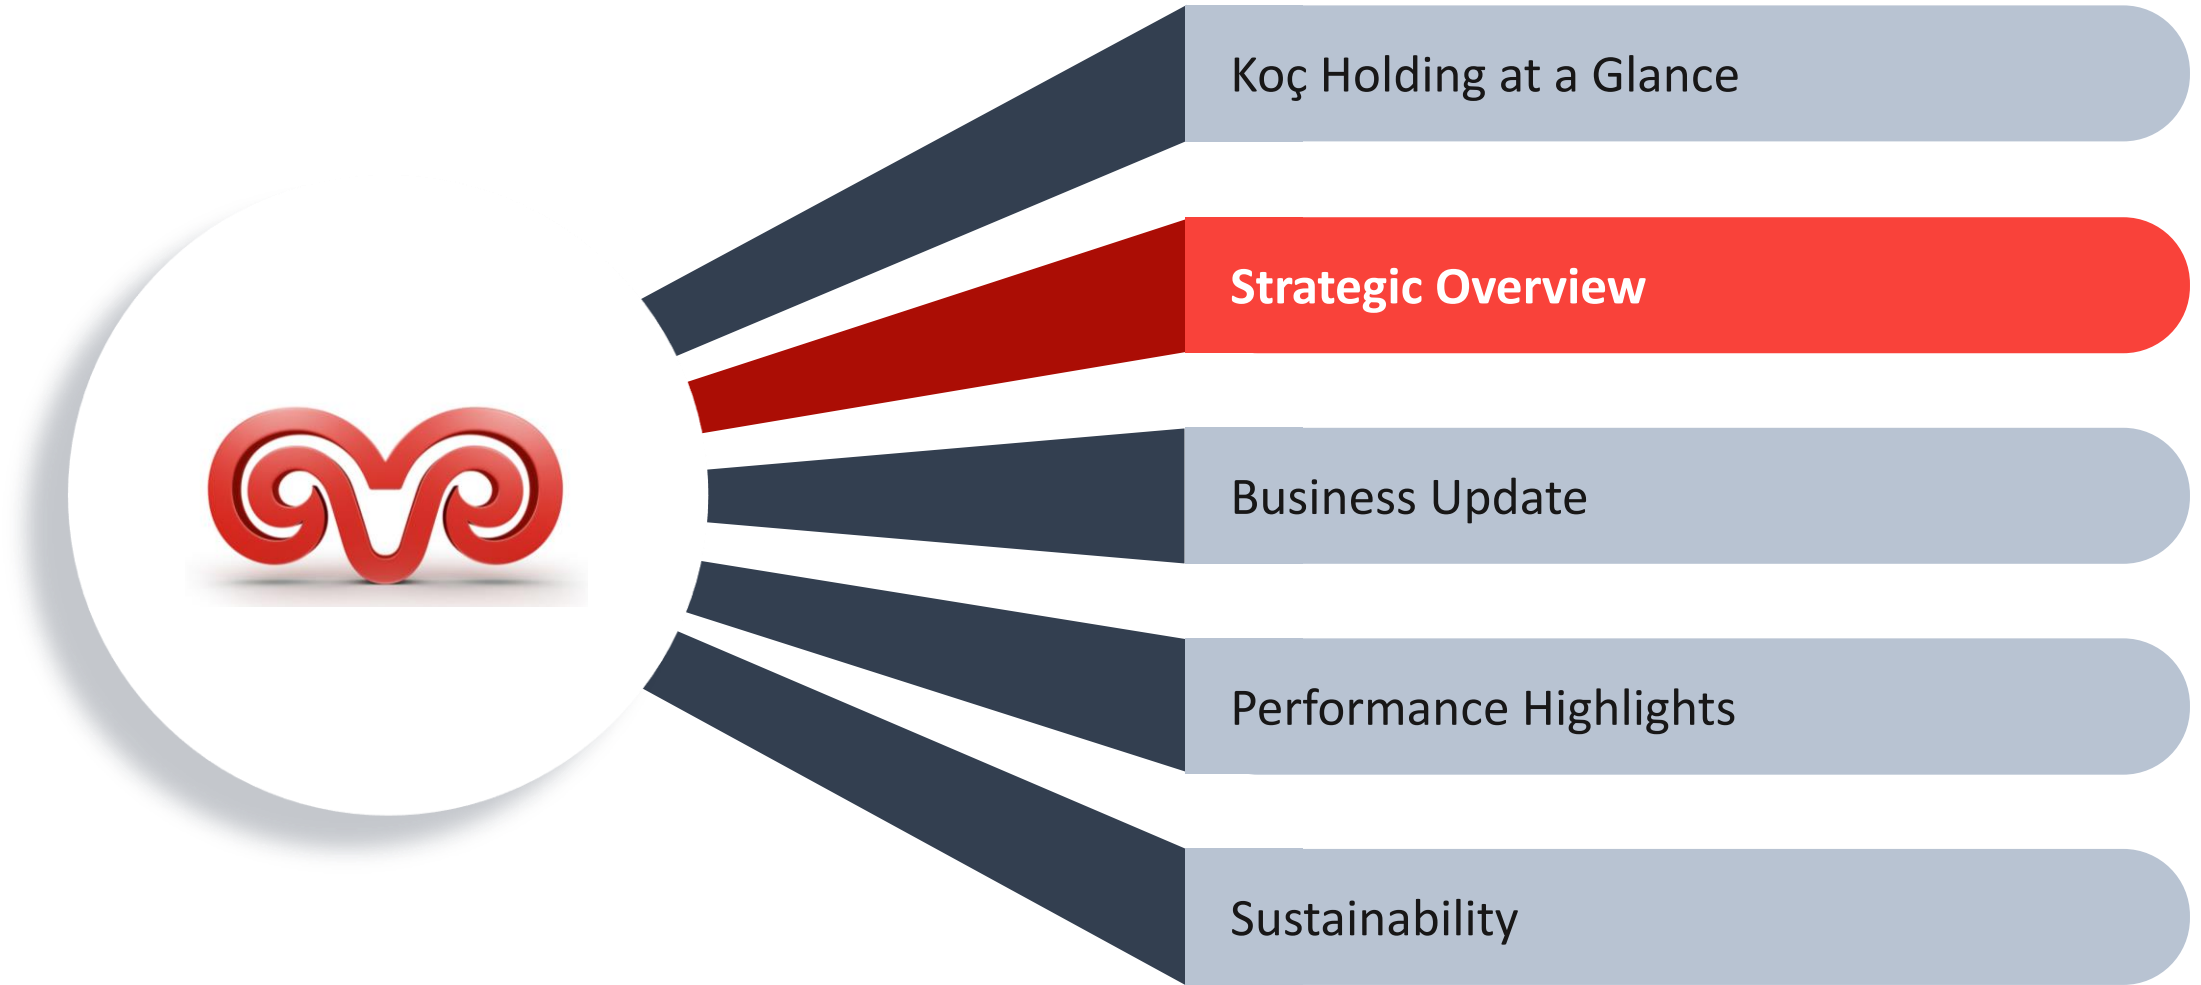 Koç Holding at a Glance
Strategic Overview
Business Update
Performance Highlights
Sustainability